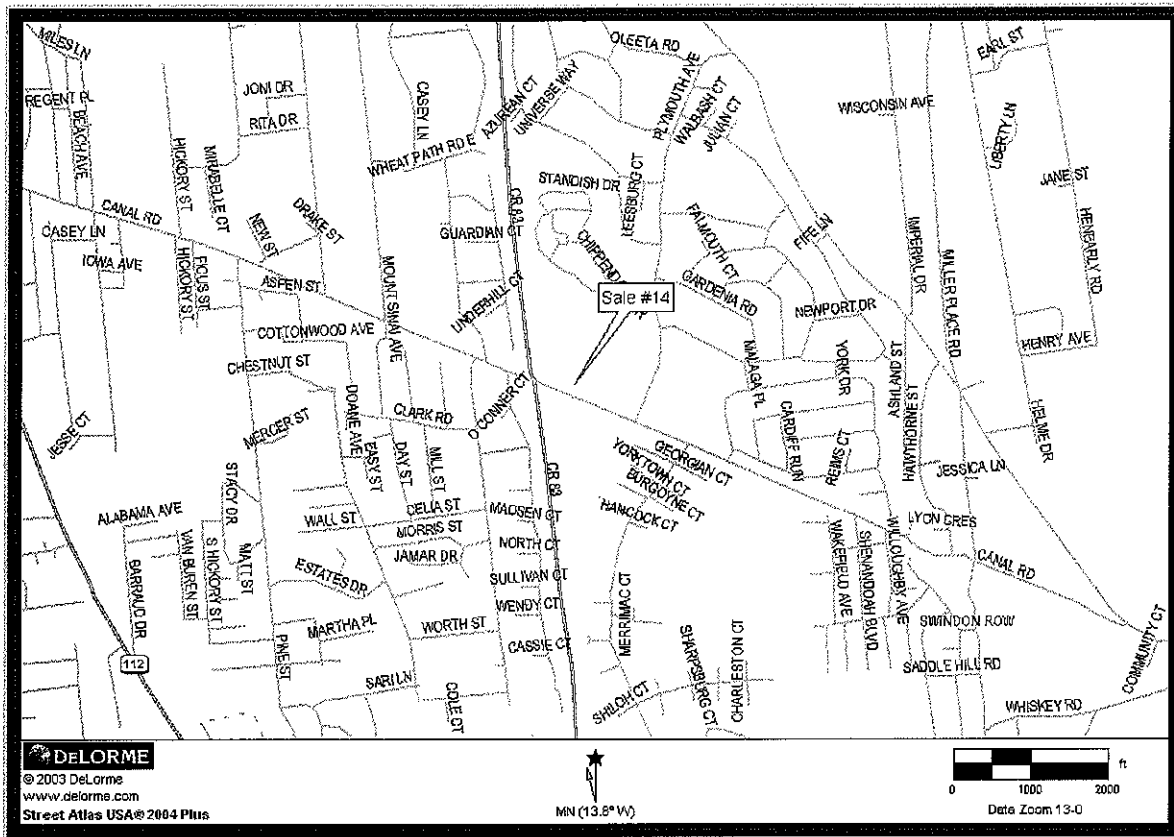 MILES LN
OLEETA RD
EARL ST
JONI DR
REGENT PL
BEACH AVE
RITA DR
CASEY LN
AZUREAN CT
UNIVERSE WAY
PLYMOUTH AVE
WALBASH CT
JULIAN CT
WISCONSIN AVE
LIBERTY LN
HICKORY ST
MIRABELLE CT
WHEAT PATH RD E
STANDISH DR
LEESBURG CT
JANE ST
CANAL RD
NEW ST
DRAKE ST
CR 83
FALMOUTH CT
FIFE LN
IMPERIAL DR
MILLER PLACE RD
HENEARLY RD
CASEY LN
IOWA AVE
HICKORY ST
FICUS ST
ASPEN ST
MOUNT SINAI AVE
GUARDIAN CT
UNDERHILL CT
CHIPPEND
Sale #14
GARDENIA RD
NEWPORT DR
COTTONWOOD AVE
CHESTNUT ST
MALAGA PL
YORK DR
ASHLAND ST
HENRY AVE
JESSE CT
MERCER ST
DOANE AVE
CLARK RD
O CONNER CT
CARDIFF RUN
REIMS CT
HAWTHORNE ST
HELME DR
STACY DR
EASY ST
DAY ST
MILL ST
CR 83
GEORGIAN CT
YORKTOWN CT
BURGOYNE CT
HANCOCK CT
JESSICA LN
ALABAMA AVE
WALL ST
CELIA ST
MADSEN CT
LYON CRES
BARRAUD DR
VAN BUREN ST
S HICKORY ST
MATT ST
MORRIS ST
JAMAR DR
NORTH CT
WAKEFIELD AVE
SHENANDOAH BLVD
WILLOUGHBY AVE
CANAL RD
ESTATES DR
SULLIVAN CT
WENDY CT
MERRIMAC CT
SWINDON ROW
COMMUNITY CT
MARTHA PL
WORTH ST
CASSIE CT
112
PINE ST
SHARPSBURG CT
CHARLESTON CT
SADDLE HILL RD
SARI LN
COLE CT
SHILOH CT
WHISKEY RD
DELORME
© 2003 DeLorme
www.delorme.com
Street Atlas USA® 2004 Plus
MN (13.8° W)
ft
0 1000 2000
Data Zoom 13-0